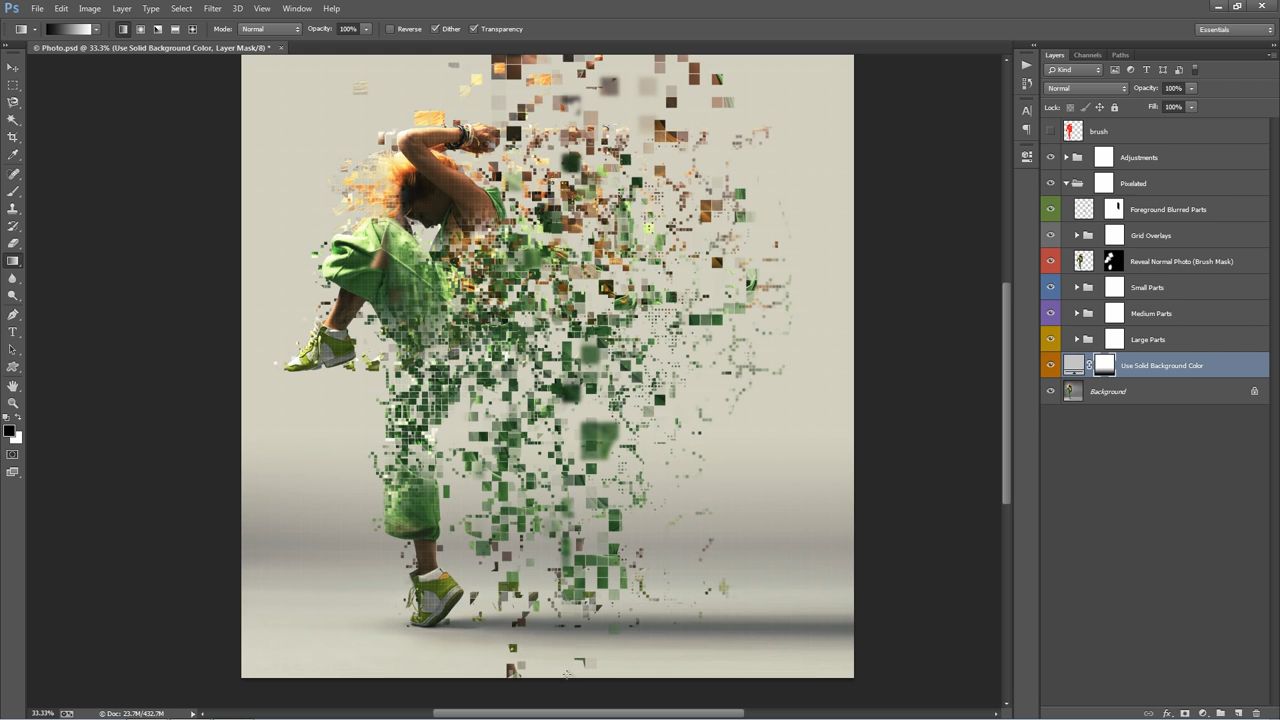 Ps File Edit Image Layer Type Select Filter 3D View Window Help
Mode: Normal Opacity: 100% Reverse Dither Transparency Essentials
© Photo.psd @ 33.3% (Use Solid Background Color, Layer Mask/8) * ×
Layers Channels Paths
Kind
Normal Opacity: 100%
Lock: Fill: 100%
brush
Adjustments
Pixelated
Foreground Blurred Parts
Grid Overlays
Reveal Normal Photo (Brush Mask)
Small Parts
Medium Parts
Large Parts
Use Solid Background Color
Background
33.33% © Doc: 23.7M/432.7M